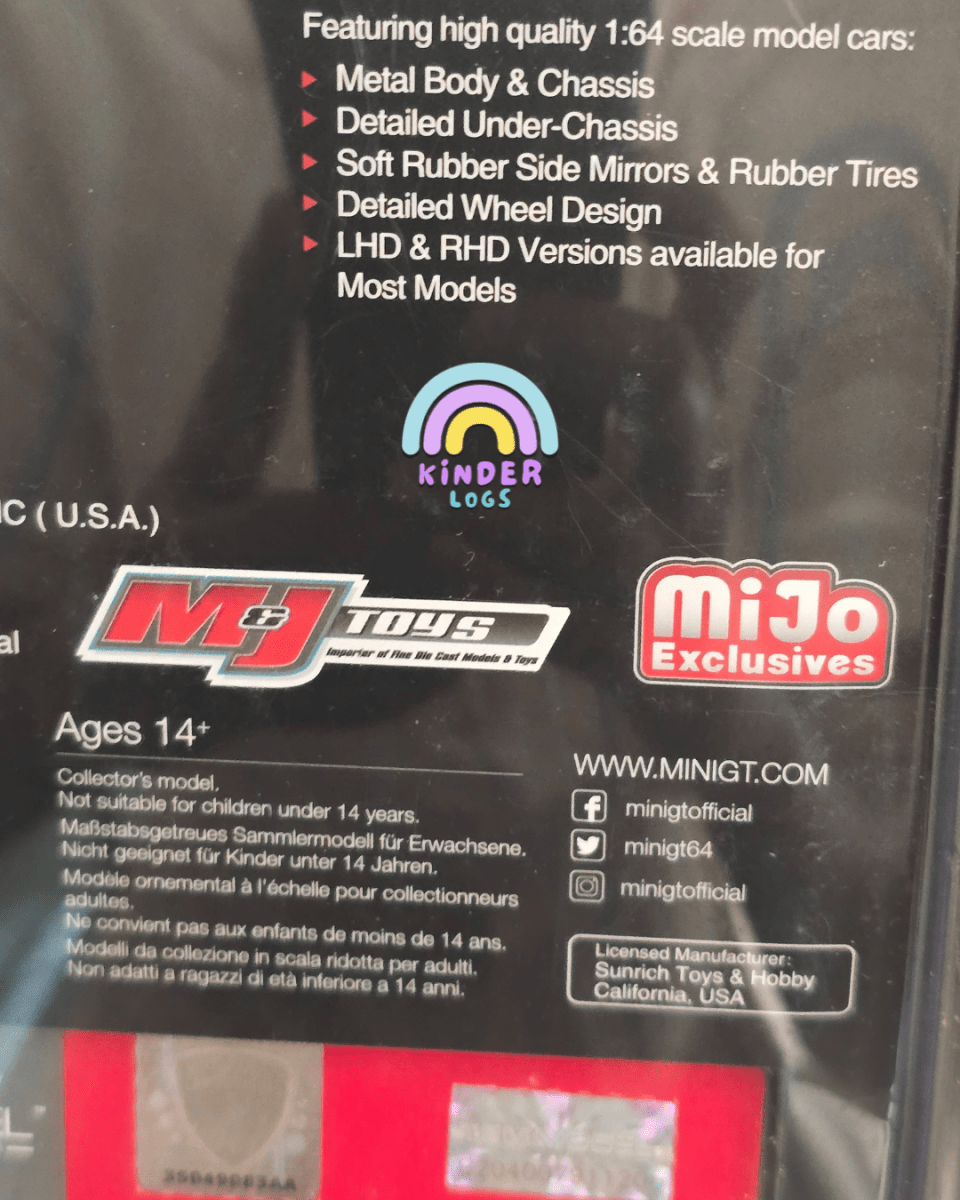 Featuring high quality 1:64 scale model cars:
Metal Body & Chassis
Detailed Under-Chassis
Soft Rubber Side Mirrors & Rubber Tires
Detailed Wheel Design
LHD & RHD Versions available for
Most Models
KiNDER
LOGS
( U.S.A.)
M&J TOYS
Importer of Fine Die Cast Models & Toys
MiJo
Exclusives
al
Ages 14+
Collector's model.
Not suitable for children under 14 years.
Maßstabsgetreues Sammlermodell für Erwachsene.
Nicht geeignet für Kinder unter 14 Jahren.
Modèle ornemental à l'échelle pour collectionneurs
adultes.
Ne convient pas aux enfants de moins de 14 ans.
Modelli da collezione in scala ridotta per adulti.
Non adatti a ragazzi di età inferiore a 14 anni.
WWW.MINIGT.COM
minigtofficial
minigt64
minigtofficial
Licensed Manufacturer:
Sunrich Toys & Hobby
California, USA